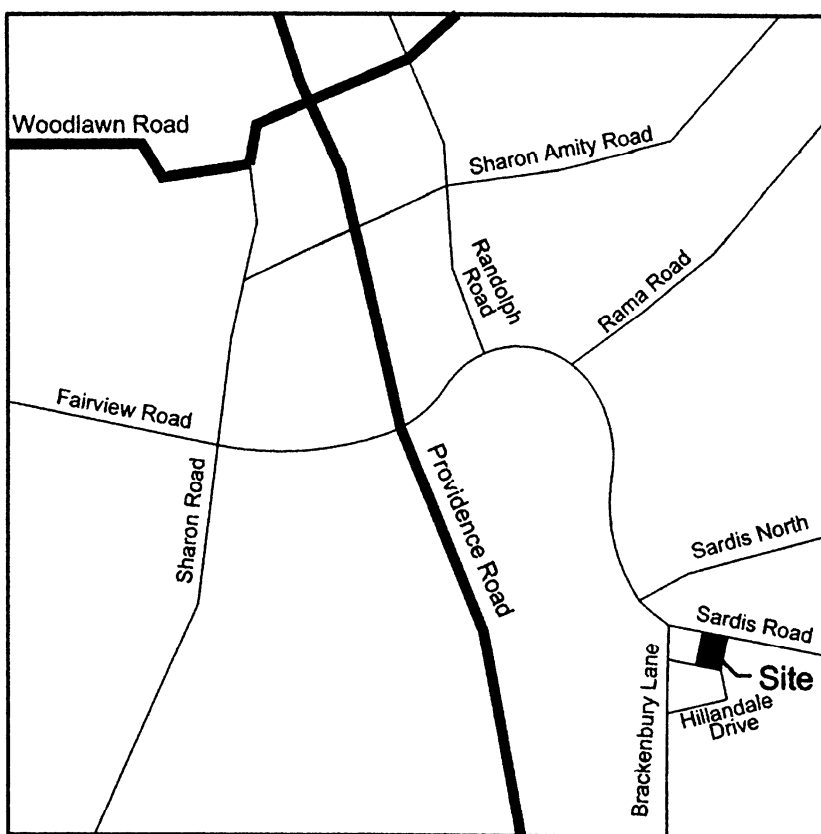 Woodlawn Road
Sharon Amity Road
Randolph
Road
Rama Road
Fairview Road
Providence Road
Sharon Road
Sardis North
Sardis Road
Site
Brackenbury Lane
Hillandale
Drive